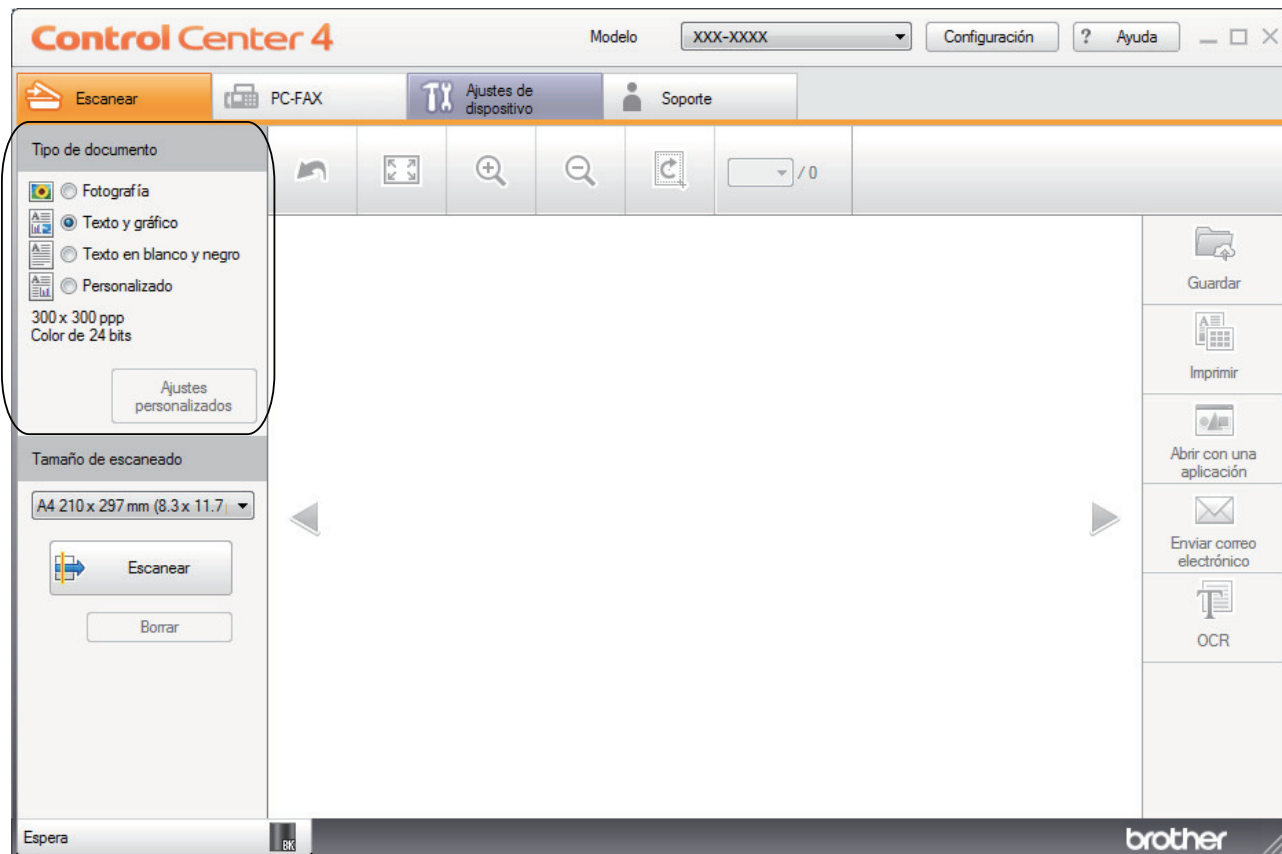 Control Center 4
Modelo
XXX-XXXX
Configuración
? Ayuda
Escanear
PC-FAX
Ajustes de
dispositivo
Soporte
Tipo de documento
Fotografía
Texto y gráfico
Texto en blanco y negro
Personalizado
300 x 300 ppp
Color de 24 bits
Ajustes
personalizados
Tamaño de escaneado
A4 210 x 297 mm (8.3 x 11.7
Escanear
Borrar
/ 0
Guardar
Imprimir
Abrir con una
aplicación
Enviar correo
electrónico
OCR
Espera
BK
brother